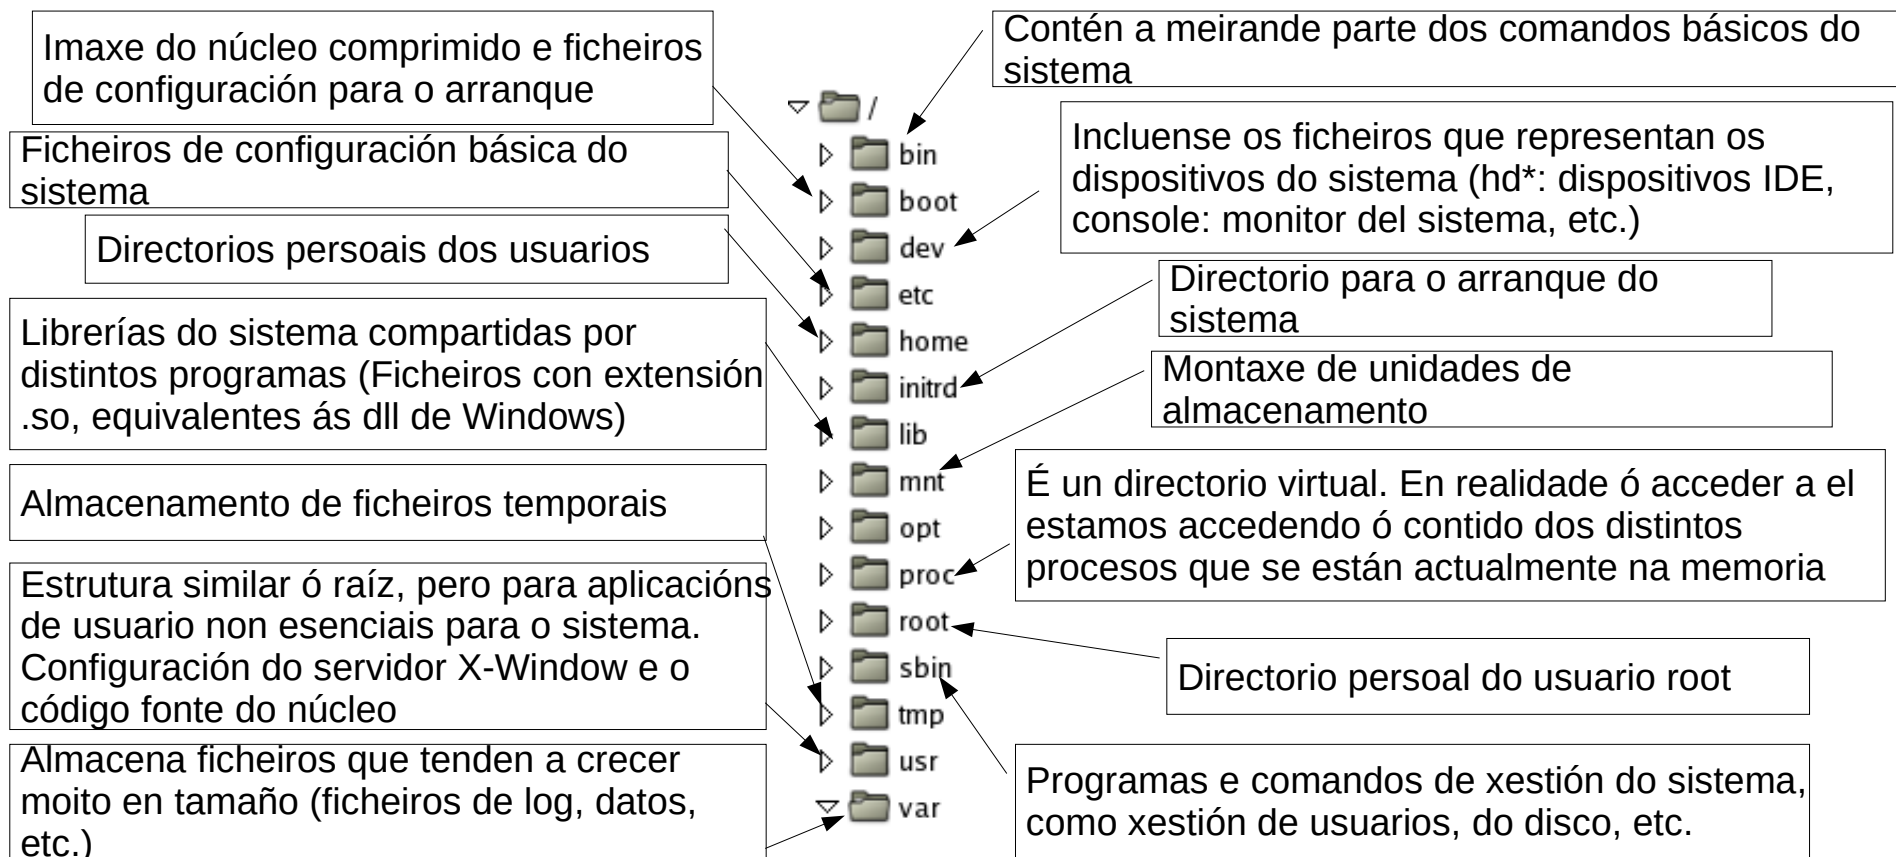 Imaxe do núcleo comprimido e ficheiros
de configuración para o arranque
Ficheiros de configuración básica do
sistema
Directorios persoais dos usuarios
Librerías do sistema compartidas por
distintos programas (Ficheiros con extensión
.so, equivalentes ás dll de Windows)
Almacenamento de ficheiros temporais
Estrutura similar ó raíz, pero para aplicacións
de usuario non esenciais para o sistema.
Configuración do servidor X-Window e o
código fonte do núcleo
Almacena ficheiros que tenden a crecer
moito en tamaño (ficheiros de log, datos,
etc.)
/
bin
boot
dev
etc
home
initrd
lib
mnt
opt
proc
root
sbin
tmp
usr
var
Contén a meirande parte dos comandos básicos do
sistema
Incluense os ficheiros que representan os
dispositivos do sistema (hd*: dispositivos IDE,
console: monitor del sistema, etc.)
Directorio para o arranque do
sistema
Montaxe de unidades de
almacenamento
É un directorio virtual. En realidade ó acceder a el
estamos accedendo ó contido dos distintos
procesos que se están actualmente na memoria
Directorio persoal do usuario root
Programas e comandos de xestión do sistema,
como xestión de usuarios, do disco, etc.